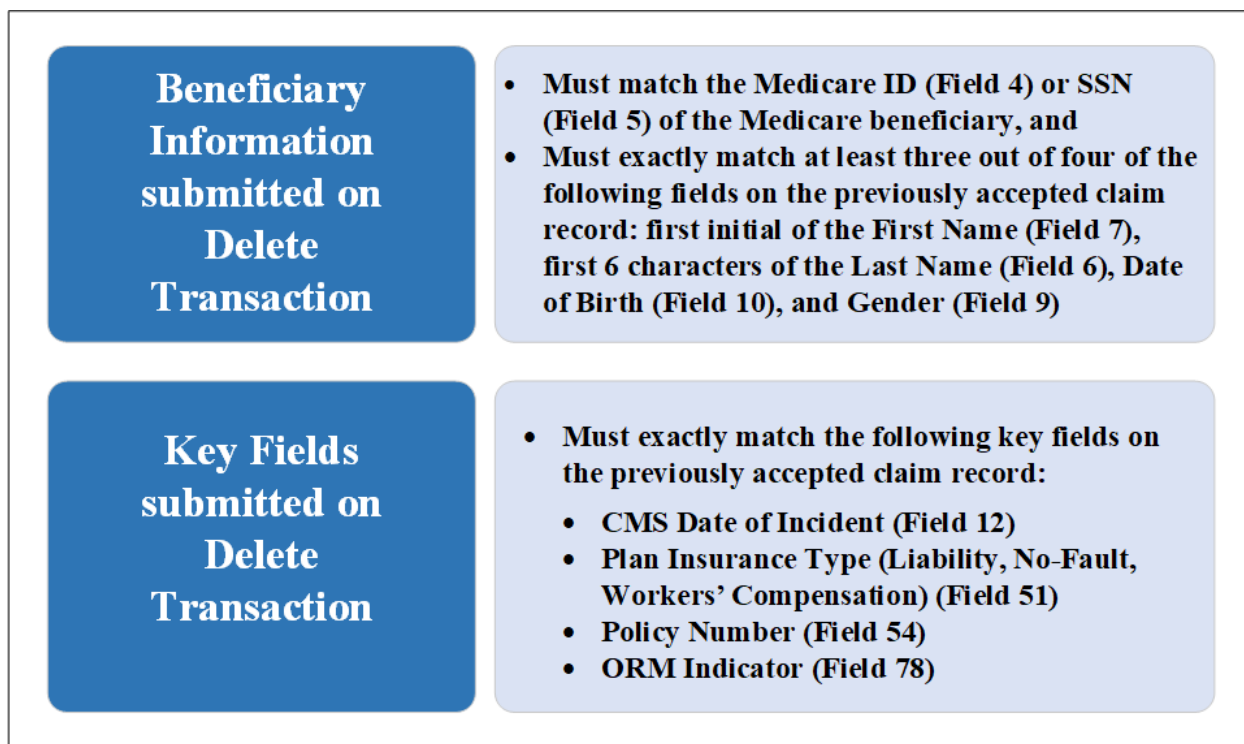 Beneficiary
Information
submitted on
Delete
Transaction
• Must match the Medicare ID (Field 4) or SSN
(Field 5) of the Medicare beneficiary, and
• Must exactly match at least three out of four of the
following fields on the previously accepted claim
record: first initial of the First Name (Field 7),
first 6 characters of the Last Name (Field 6), Date
of Birth (Field 10), and Gender (Field 9)
Key Fields
submitted on
Delete
Transaction
• Must exactly match the following key fields on
the previously accepted claim record:
• CMS Date of Incident (Field 12)
• Plan Insurance Type (Liability, No-Fault,
Workers’ Compensation) (Field 51)
• Policy Number (Field 54)
• ORM Indicator (Field 78)